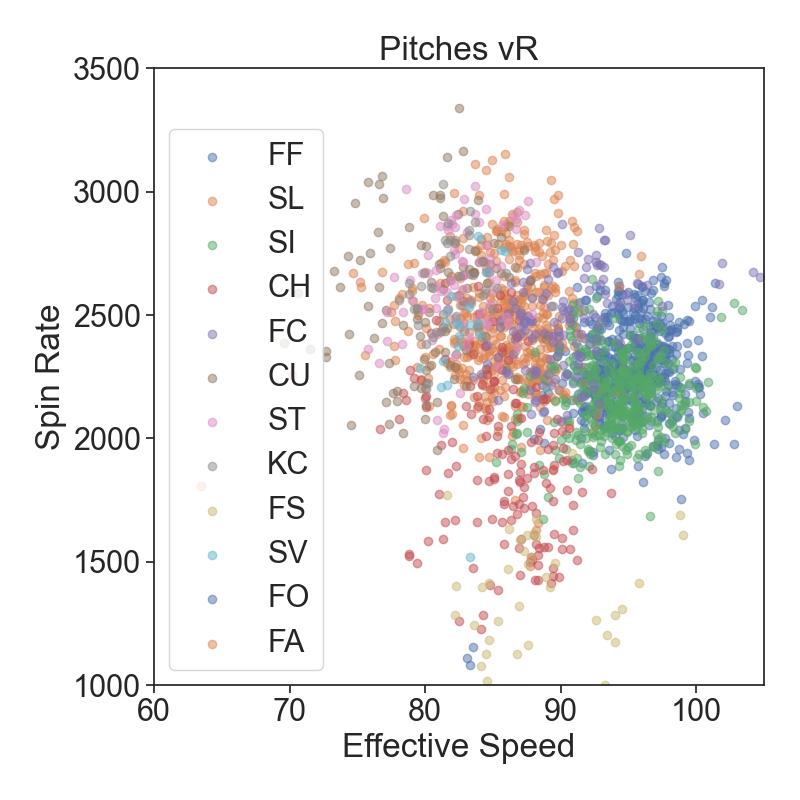 Pitches vR
3500
3000
2500
2000
1500
1000
Spin Rate
FF
SL
SI
CH
FC
CU
ST
KC
FS
SV
FO
FA
60 70 80 90 100
Effective Speed